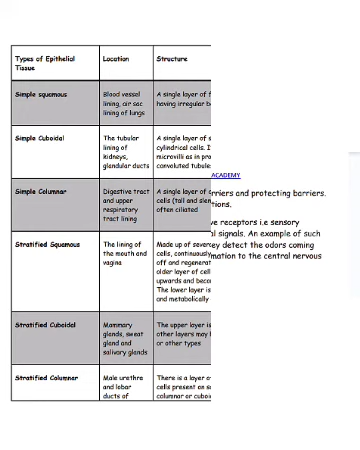 Types of Epithelial Tissue Location Structure
Simple squamous Blood vessel lining, air sac lining of lungs A single layer of f
having irregular b
Simple Cuboidal The tubular lining of kidneys, glandular ducts A single layer of s
cylindrical cells. I
microvilli as in pro
convoluted tubule
Simple Columnar Digestive tract and upper respiratory tract lining A single layer of c
cells (tall and slen
often ciliated
Stratified Squamous The lining of the mouth and vagina Made up of sever
cells, continuously
off and regenerat
older layer of cell
upwards and beco
The lower layer is
and metabolically
Stratified Cuboidal Mammary glands, sweat gland and salivary glands The upper layer is
other layers may
or other types
Stratified Columner Male urethra and lobar ducts of There is a layer o
cells present on s
columnar or cuboi
ACADEMY
rriers and protecting barriers.
tions.
ve receptors i.e sensory
al signals. An example of such
ey detect the odors coming
mation to the central nervous